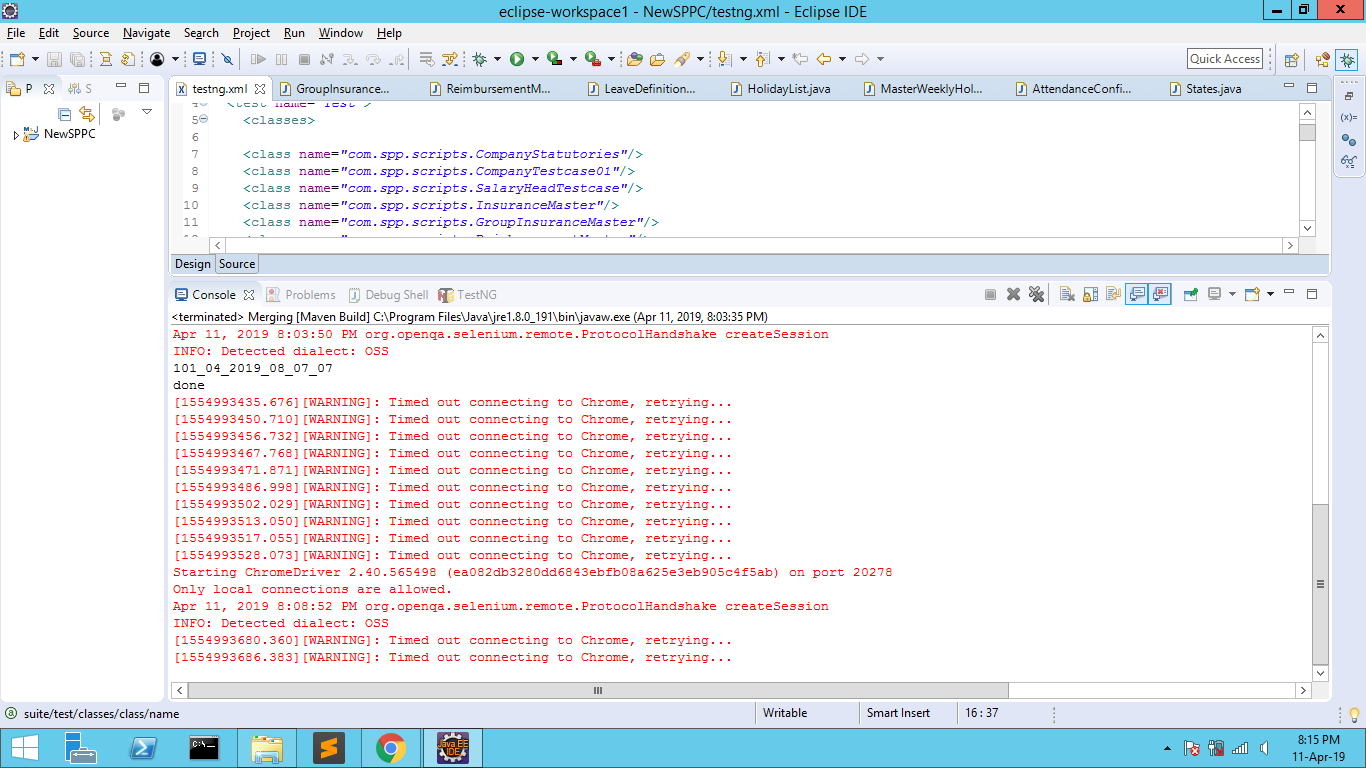 eclipse-workspace1 - NewSPPC/testng.xml - Eclipse IDE
File Edit Source Navigate Search Project Run Window Help
Quick Access
P S
testng.xml GroupInsurance... ReimbursementM... LeaveDefinition... HolidayList.java MasterWeeklyHol... AttendanceConfi... States.java
NewSPPC
4 <test name="Test">
5 <classes>
6
7 <class name="com.spp.scripts.CompanyStatutories"/>
8 <class name="com.spp.scripts.CompanyTestcase01"/>
9 <class name="com.spp.scripts.SalaryHeadTestcase"/>
10 <class name="com.spp.scripts.InsuranceMaster"/>
11 <class name="com.spp.scripts.GroupInsuranceMaster"/>
Design Source
Console Problems Debug Shell TestNG
<terminated> Merging [Maven Build] C:\Program Files\Java\jre1.8.0_191\bin\javaw.exe (Apr 11, 2019, 8:03:35 PM)
Apr 11, 2019 8:03:50 PM org.openqa.selenium.remote.ProtocolHandshake createSession
INFO: Detected dialect: OSS
101_04_2019_08_07_07
done
[1554993435.676][WARNING]: Timed out connecting to Chrome, retrying...
[1554993450.710][WARNING]: Timed out connecting to Chrome, retrying...
[1554993456.732][WARNING]: Timed out connecting to Chrome, retrying...
[1554993467.768][WARNING]: Timed out connecting to Chrome, retrying...
[1554993471.871][WARNING]: Timed out connecting to Chrome, retrying...
[1554993486.998][WARNING]: Timed out connecting to Chrome, retrying...
[1554993502.029][WARNING]: Timed out connecting to Chrome, retrying...
[1554993513.050][WARNING]: Timed out connecting to Chrome, retrying...
[1554993517.055][WARNING]: Timed out connecting to Chrome, retrying...
[1554993528.073][WARNING]: Timed out connecting to Chrome, retrying...
Starting ChromeDriver 2.40.565498 (ea082db3280dd6843ebfb08a625e3eb905c4f5ab) on port 20278
Only local connections are allowed.
Apr 11, 2019 8:08:52 PM org.openqa.selenium.remote.ProtocolHandshake createSession
INFO: Detected dialect: OSS
[1554993680.360][WARNING]: Timed out connecting to Chrome, retrying...
[1554993686.383][WARNING]: Timed out connecting to Chrome, retrying...
suite/test/classes/class/name Writable Smart Insert 16 : 37
Java EE
IDE
8:15 PM
11-Apr-19